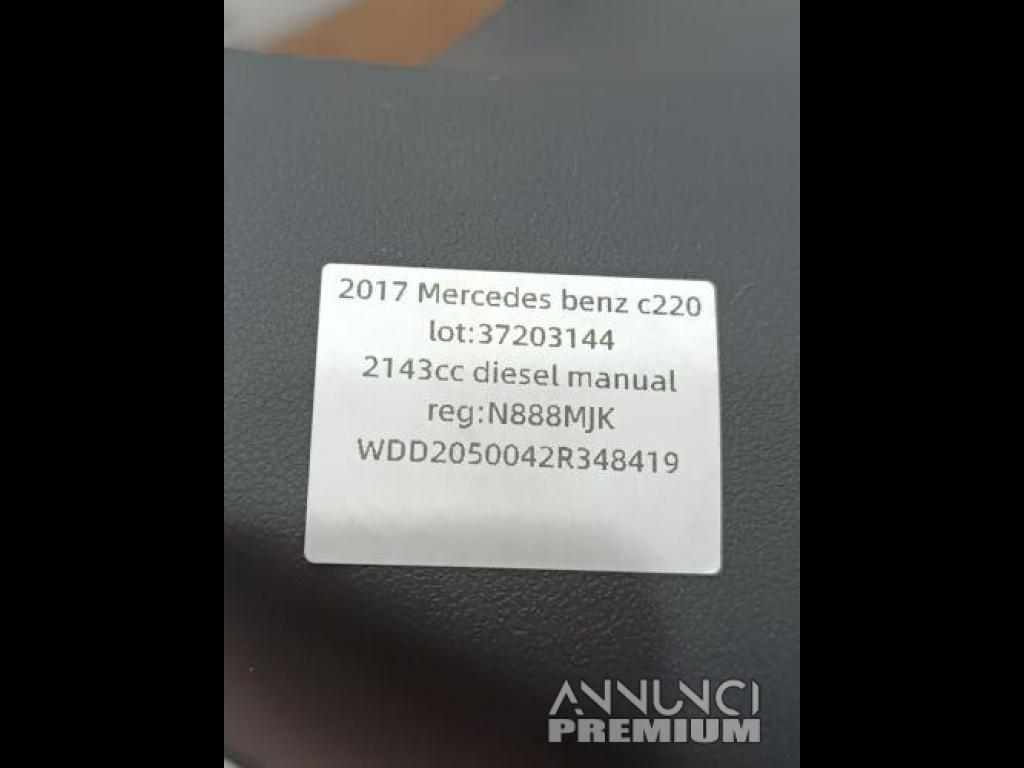 2017 Mercedes benz c220
lot:37203144
2143cc diesel manual
reg:N888MJK
WDD2050042R348419
ANNUNCI
PREMIUM